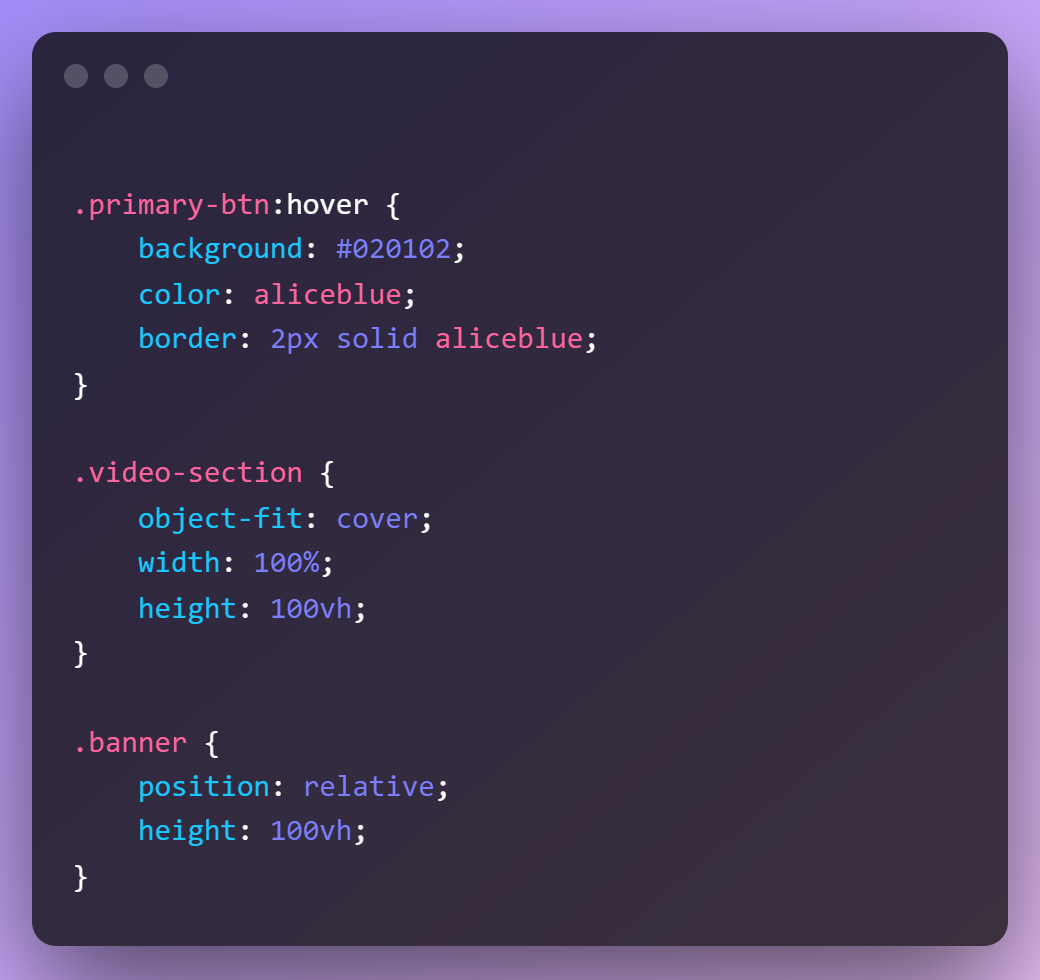 .primary-btn:hover {
    background: #020102;
    color: aliceblue;
    border: 2px solid aliceblue;
}

.video-section {
    object-fit: cover;
    width: 100%;
    height: 100vh;
}

.banner {
    position: relative;
    height: 100vh;
}